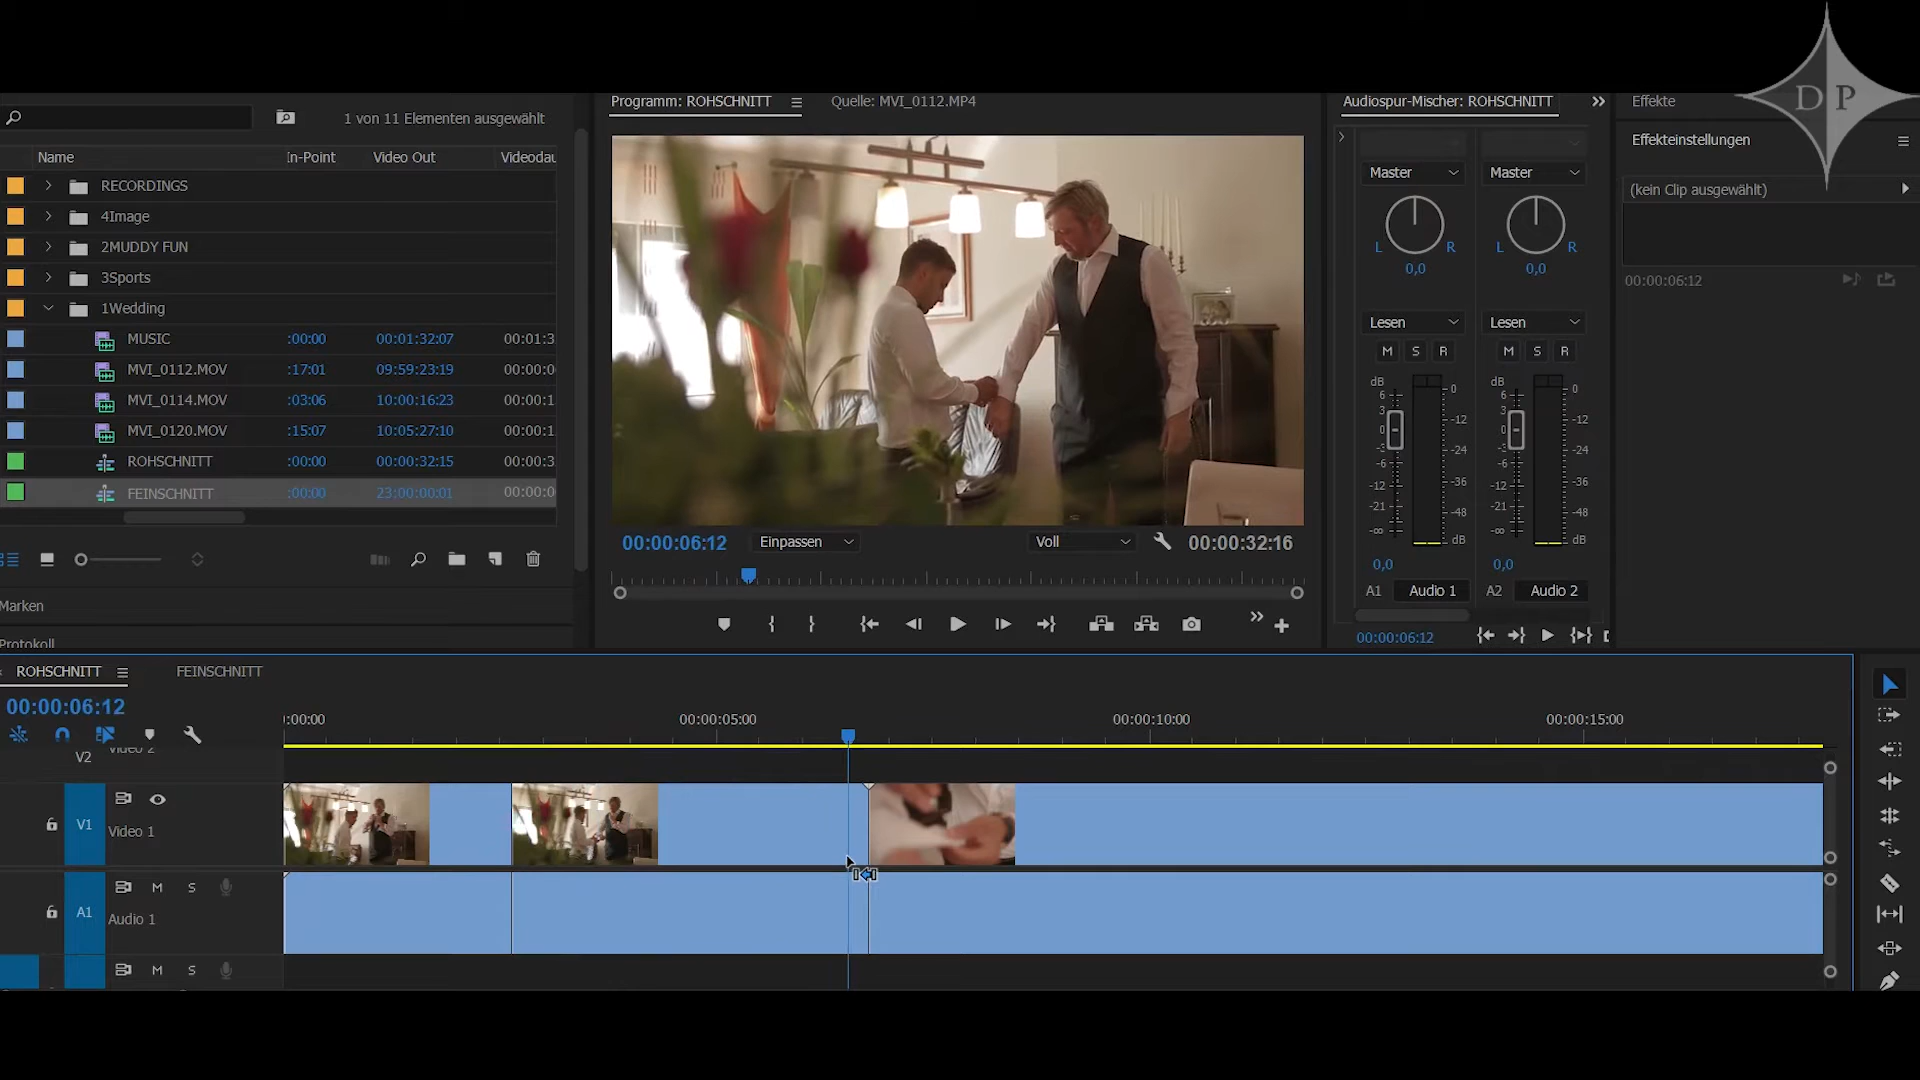 DP
1 von 11 Elementen ausgewählt
Name In-Point Video Out Videodau
RECORDINGS
4Image
2MUDDY FUN
3Sports
1Wedding
MUSIC :00:00 00:01:32:07 00:01:3
MVI_0112.MOV :17:01 09:59:23:19 00:00:0
MVI_0114.MOV :03:06 10:00:16:23 00:00:1
MVI_0120.MOV :15:07 10:05:27:10 00:00:1
ROHSCHNITT :00:00 00:00:32:15 00:00:3
FEINSCHNITT :00:00 23:00:00:01 00:00:0
Marken
Protokoll
Programm: ROHSCHNITT Quelle: MVI_0112.MP4
00:00:06:12 Einpassen Voll 00:00:32:16
Audiospur-Mischer: ROHSCHNITT
Master Master
L R L R
0,0 0,0
Lesen Lesen
M S R M S R
dB dB
6 0 6 0
3 3
-12 -12
0 0
-3 -24 -3 -24
-6 -6
-36 -36
-12 -12
-21 -48 -21 -48
-∞ dB -∞ dB
0,0 0,0
A1 Audio 1 A2 Audio 2
00:00:06:12
Effekte
Effekteinstellungen
(kein Clip ausgewählt)
00:00:06:12
ROHSCHNITT FEINSCHNITT
00:00:06:12
:00:00 00:00:05:00 00:00:10:00 00:00:15:00
V2 Video 2
V1 Video 1
M S
A1 Audio 1
M S